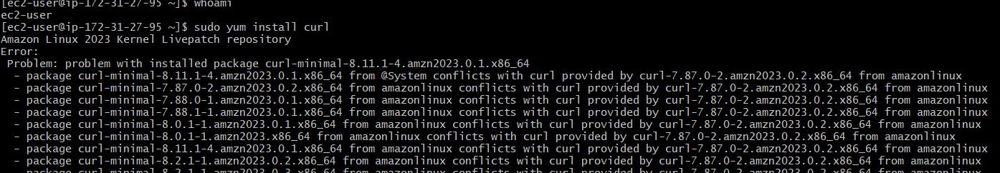 [ec2-user@ip-172-31-27-95 ~]$ whoami
ec2-user
[ec2-user@ip-172-31-27-95 ~]$ sudo yum install curl
Amazon Linux 2023 Kernel Livepatch repository
Error:
 Problem: problem with installed package curl-minimal-8.11.1-4.amzn2023.0.1.x86_64
  - package curl-minimal-8.11.1-4.amzn2023.0.1.x86_64 from @System conflicts with curl provided by curl-7.87.0-2.amzn2023.0.2.x86_64 from amazonlinux
  - package curl-minimal-7.87.0-2.amzn2023.0.2.x86_64 from amazonlinux conflicts with curl provided by curl-7.87.0-2.amzn2023.0.2.x86_64 from amazonlinux
  - package curl-minimal-7.88.0-1.amzn2023.0.1.x86_64 from amazonlinux conflicts with curl provided by curl-7.87.0-2.amzn2023.0.2.x86_64 from amazonlinux
  - package curl-minimal-7.88.1-1.amzn2023.0.1.x86_64 from amazonlinux conflicts with curl provided by curl-7.87.0-2.amzn2023.0.2.x86_64 from amazonlinux
  - package curl-minimal-8.0.1-1.amzn2023.0.1.x86_64 from amazonlinux conflicts with curl provided by curl-7.87.0-2.amzn2023.0.2.x86_64 from amazonlinux
  - package curl-minimal-8.0.1-1.amzn2023.x86_64 from amazonlinux conflicts with curl provided by curl-7.87.0-2.amzn2023.0.2.x86_64 from amazonlinux
  - package curl-minimal-8.11.1-4.amzn2023.0.1.x86_64 from amazonlinux conflicts with curl provided by curl-7.87.0-2.amzn2023.0.2.x86_64 from amazonlinux
  - package curl-minimal-8.2.1-1.amzn2023.0.2.x86_64 from amazonlinux conflicts with curl provided by curl-7.87.0-2.amzn2023.0.2.x86_64 from amazonlinux
  - package curl-minimal-8.2.1-1.amzn2023.0.3.x86_64 from amazonlinux conflicts with curl provided by curl-7.87.0-2.amzn2023.0.2.x86_64 from amazonlinux